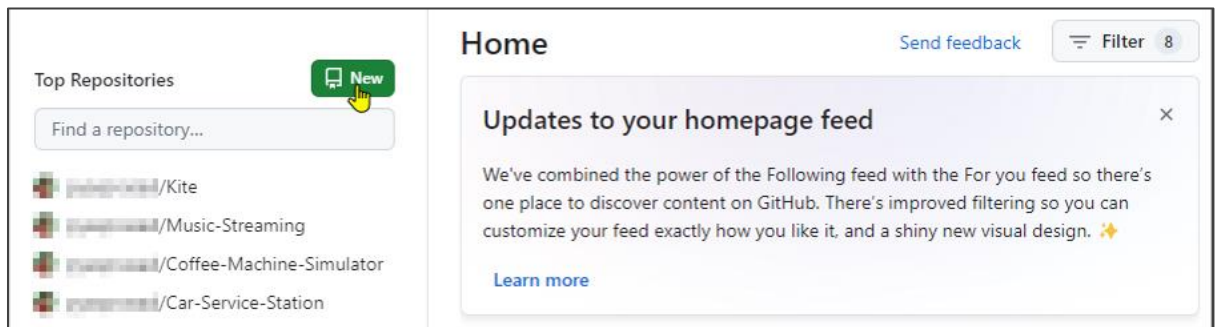 Top Repositories
New
Find a repository...
/Kite
/Music-Streaming
/Coffee-Machine-Simulator
/Car-Service-Station
Home
Send feedback
Filter 8
Updates to your homepage feed
We've combined the power of the Following feed with the For you feed so there's
one place to discover content on GitHub. There's improved filtering so you can
customize your feed exactly how you like it, and a shiny new visual design. ✨
Learn more